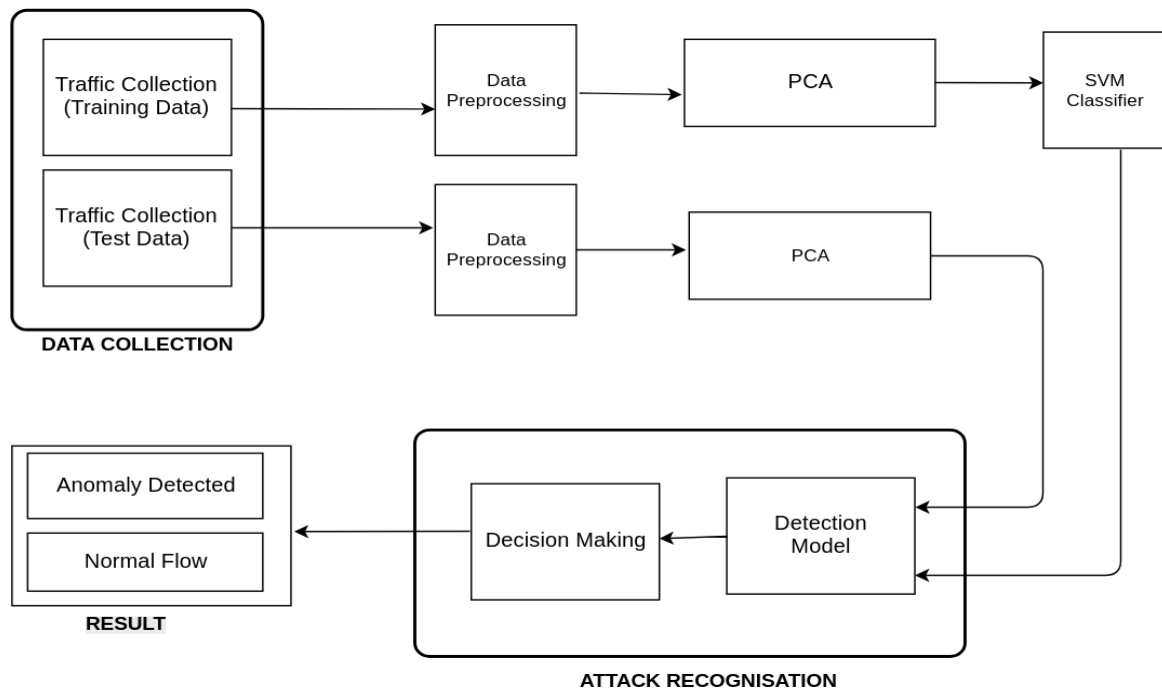 Traffic Collection
(Training Data)
Data
Preprocessing
PCA
SVM
Classifier
Traffic Collection
(Test Data)
Data
Preprocessing
PCA
DATA COLLECTION
Anomaly Detected
Normal Flow
RESULT
Decision Making
Detection
Model
ATTACK RECOGNISATION